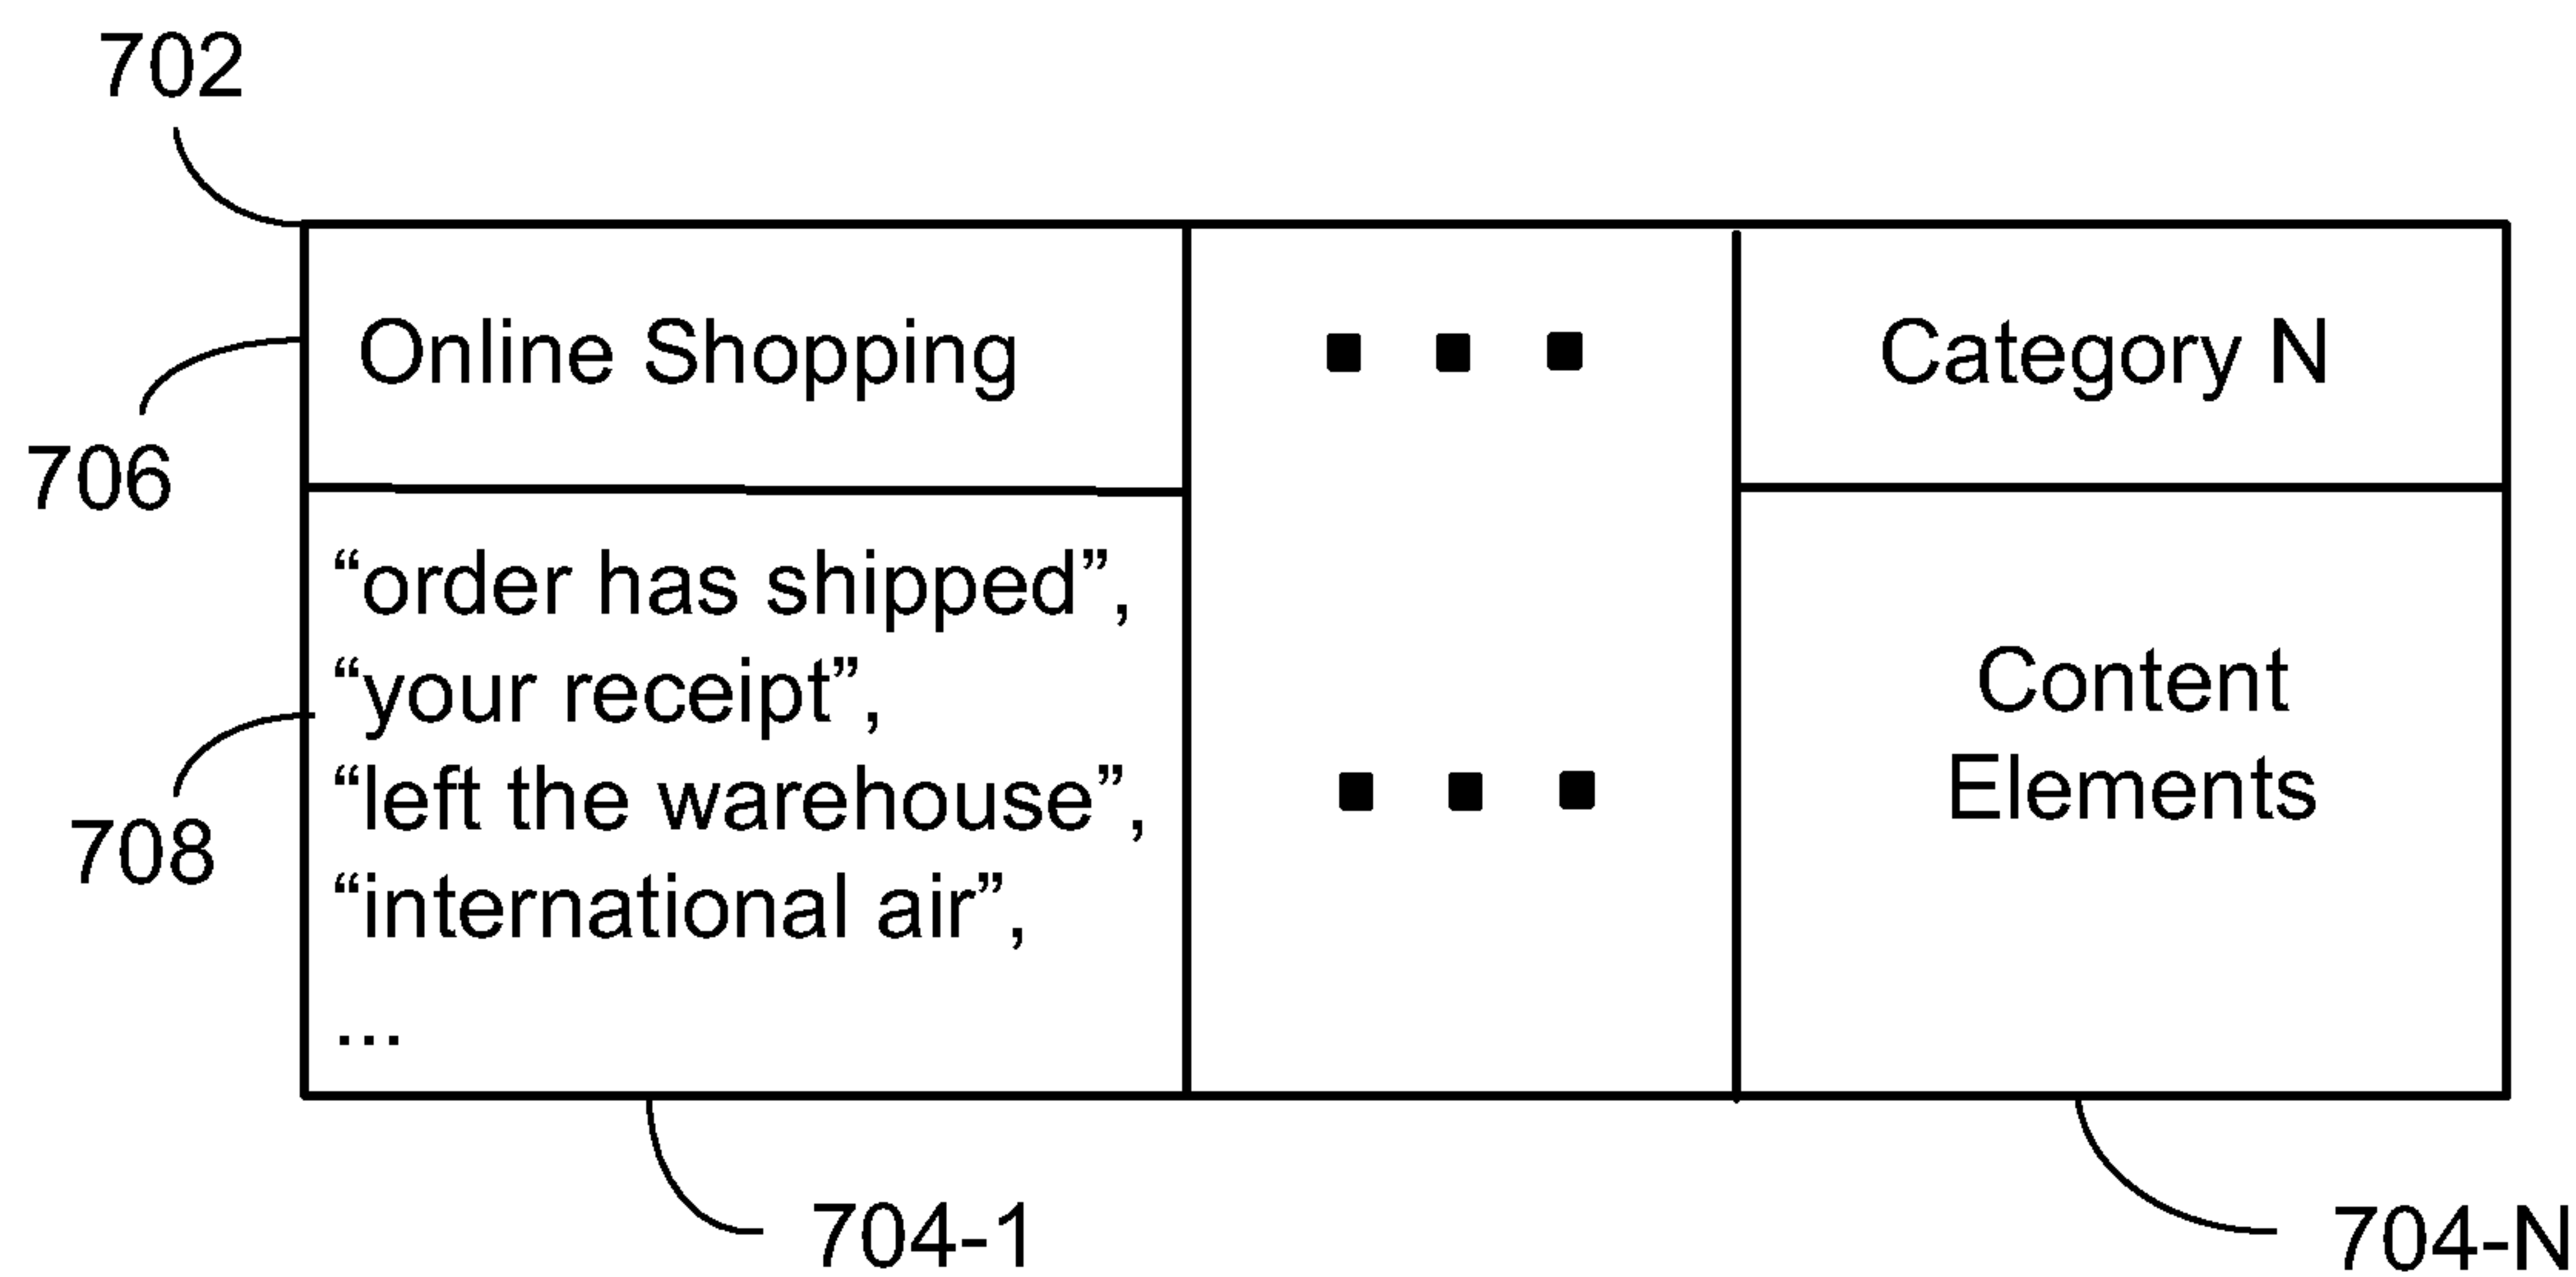 702
Online Shopping
▪ ▪ ▪
Category N
706
“order has shipped”,
“your receipt”,
“left the warehouse”,
“international air”,
...
▪ ▪ ▪
Content
Elements
708
704-1
704-N